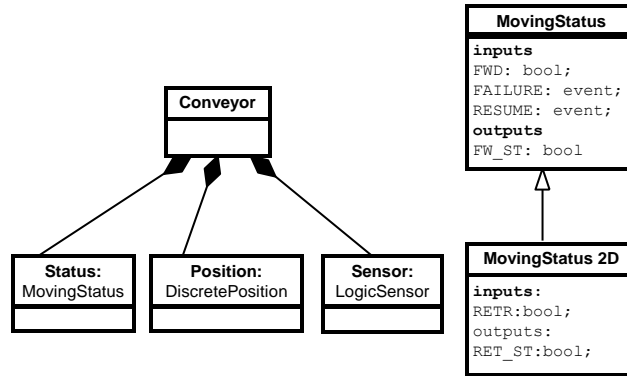 Conveyor
Status:
MovingStatus
Position:
DiscretePosition
Sensor:
LogicSensor
MovingStatus
inputs
FWD: bool;
FAILURE: event;
RESUME: event;
outputs
FW_ST: bool
MovingStatus 2D
inputs:
RETR:bool;
outputs:
RET_ST:bool;